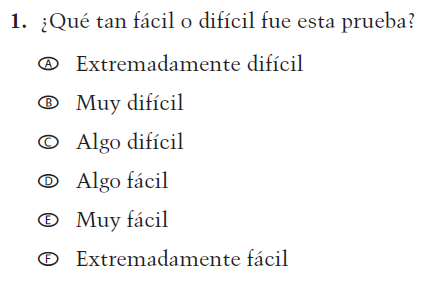 1. ¿Qué tan fácil o difícil fue esta prueba?
Ⓐ Extremadamente difícil
Ⓑ Muy difícil
Ⓒ Algo difícil
Ⓓ Algo fácil
Ⓔ Muy fácil
Ⓕ Extremadamente fácil